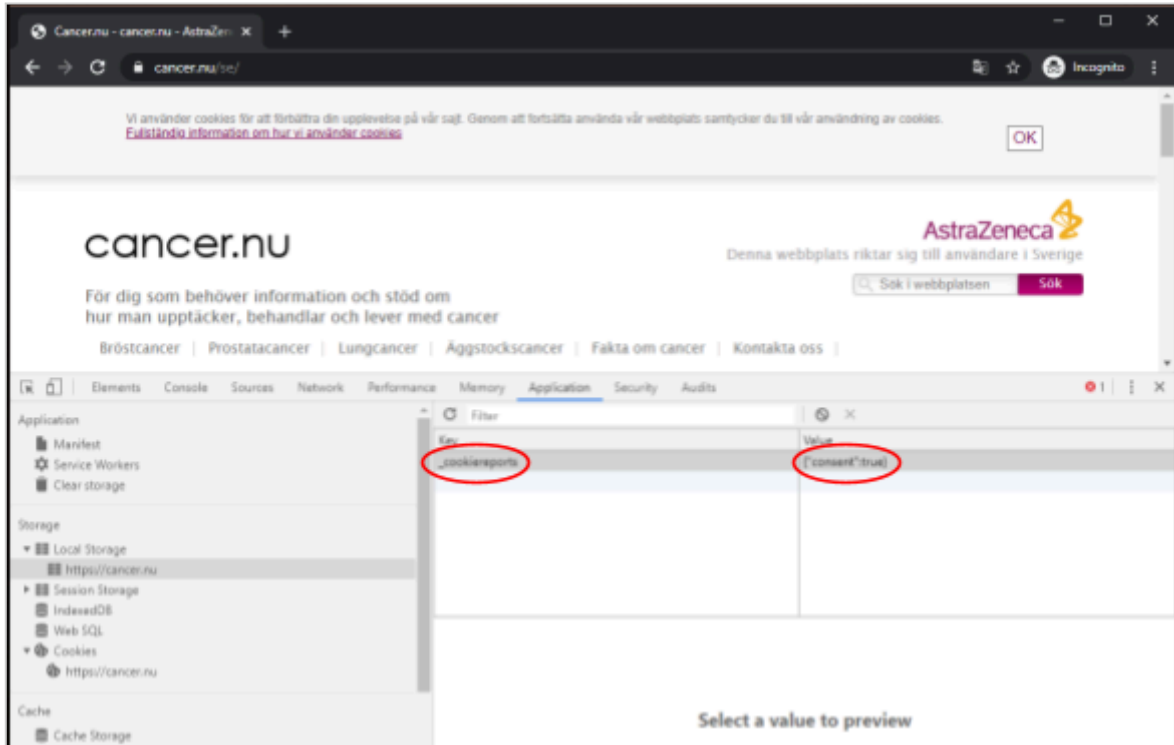 Cancer.nu - cancer.nu - AstraZen
cancer.nu/se/
Incognito
Vi använder cookies för att förbättra din upplevelse på vår sajt. Genom att fortsätta använda vår webbplats samtycker du till vår användning av cookies.
Fullständig information om hur vi använder cookies
OK
cancer.nu
AstraZeneca
Denna webbplats riktar sig till användare i Sverige
Sök i webbplatsen
Sök
För dig som behöver information och stöd om
hur man upptäcker, behandlar och lever med cancer
Bröstcancer | Prostatacancer | Lungcancer | Äggstockscancer | Fakta om cancer | Kontakta oss |
Elements Console Sources Network Performance Memory Application Security Audits 1
Application
Manifest
Service Workers
Clear storage
Storage
Local Storage
https://cancer.nu
Session Storage
IndexedDB
Web SQL
Cookies
https://cancer.nu
Cache
Cache Storage
Filter
Key Value
_cookiereports {"consent":true}
Select a value to preview